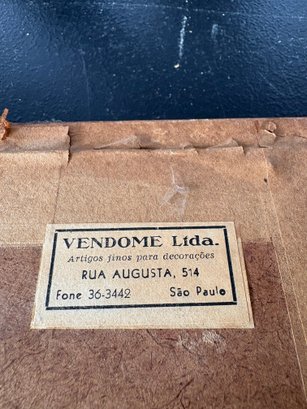 VENDOME Ltda.
Artigos finos para decorações
RUA AUGUSTA, 514
Fone 36-3442 São Paulo